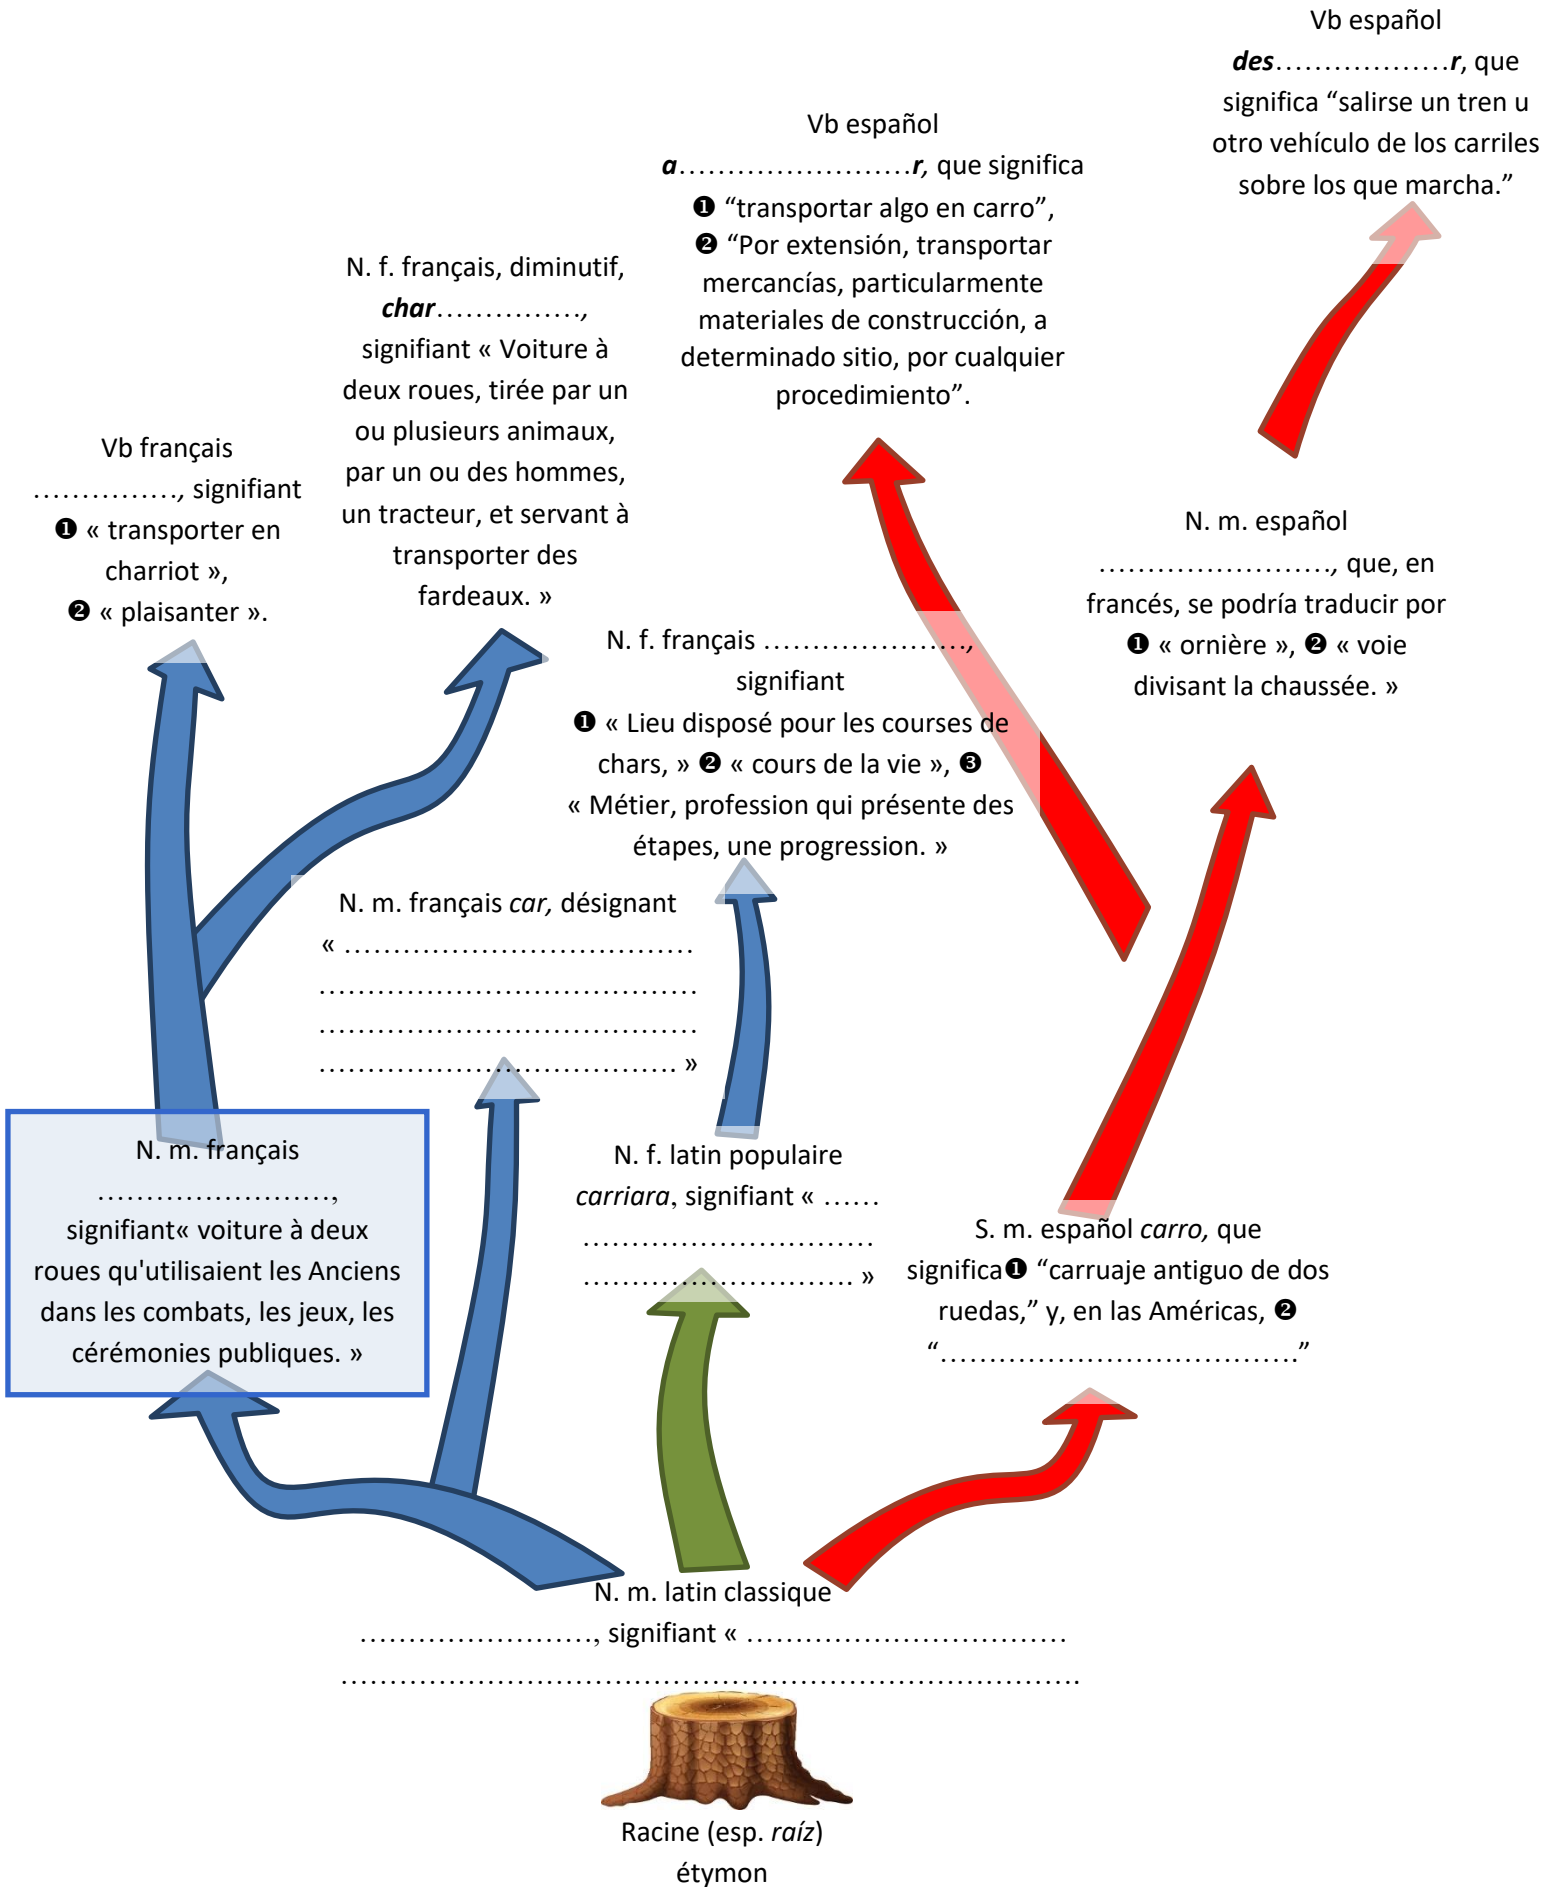 Vb español
des………………r, que
significa “salirse un tren u
otro vehículo de los carriles
sobre los que marcha.”
Vb español
a……………………r, que significa
❶ “transportar algo en carro”,
❷ “Por extensión, transportar
mercancías, particularmente
materiales de construcción, a
determinado sitio, por cualquier
procedimiento”.
N. f. français, diminutif,
char……………,
signifiant « Voiture à
deux roues, tirée par un
ou plusieurs animaux,
par un ou des hommes,
un tracteur, et servant à
transporter des
fardeaux. »
Vb français
……………, signifiant
❶ « transporter en
charriot »,
❷ « plaisanter ».
N. m. español
……………………, que, en
francés, se podría traducir por
❶ « ornière », ❷ « voie
divisant la chaussée. »
N. f. français …………………,
signifiant
❶ « Lieu disposé pour les courses de
chars, » ❷ « cours de la vie », ❸
« Métier, profession qui présente des
étapes, une progression. »
N. m. français car, désignant
« ………………………………
…………………………………
…………………………………
……………………………… »
N. m. français
……………………,
signifiant« voiture à deux
roues qu'utilisaient les Anciens
dans les combats, les jeux, les
cérémonies publiques. »
N. f. latin populaire
carriara, signifiant « ……
…………………………
………………………. »
S. m. español carro, que
significa❶ “carruaje antiguo de dos
ruedas,” y, en las Américas, ❷
“……………………………….”
N. m. latin classique
……………………, signifiant « ……………………………
………………………………………………………………….
Racine (esp. raíz)
étymon